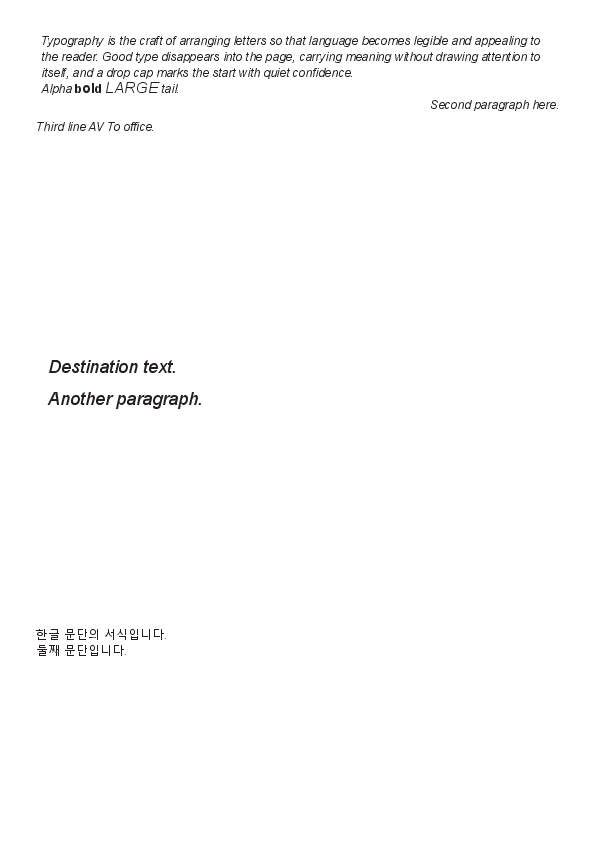 Typography is the craft of arranging letters so that language becomes legible and appealing to
the reader. Good type disappears into the page, carrying meaning without drawing attention to
itself, and a drop cap marks the start with quiet confidence.
Alpha bold LARGE tail.
Second paragraph here.
Third line AV To office.
Destination text.
Another paragraph.
한글 문단의 서식입니다.
둘째 문단입니다.